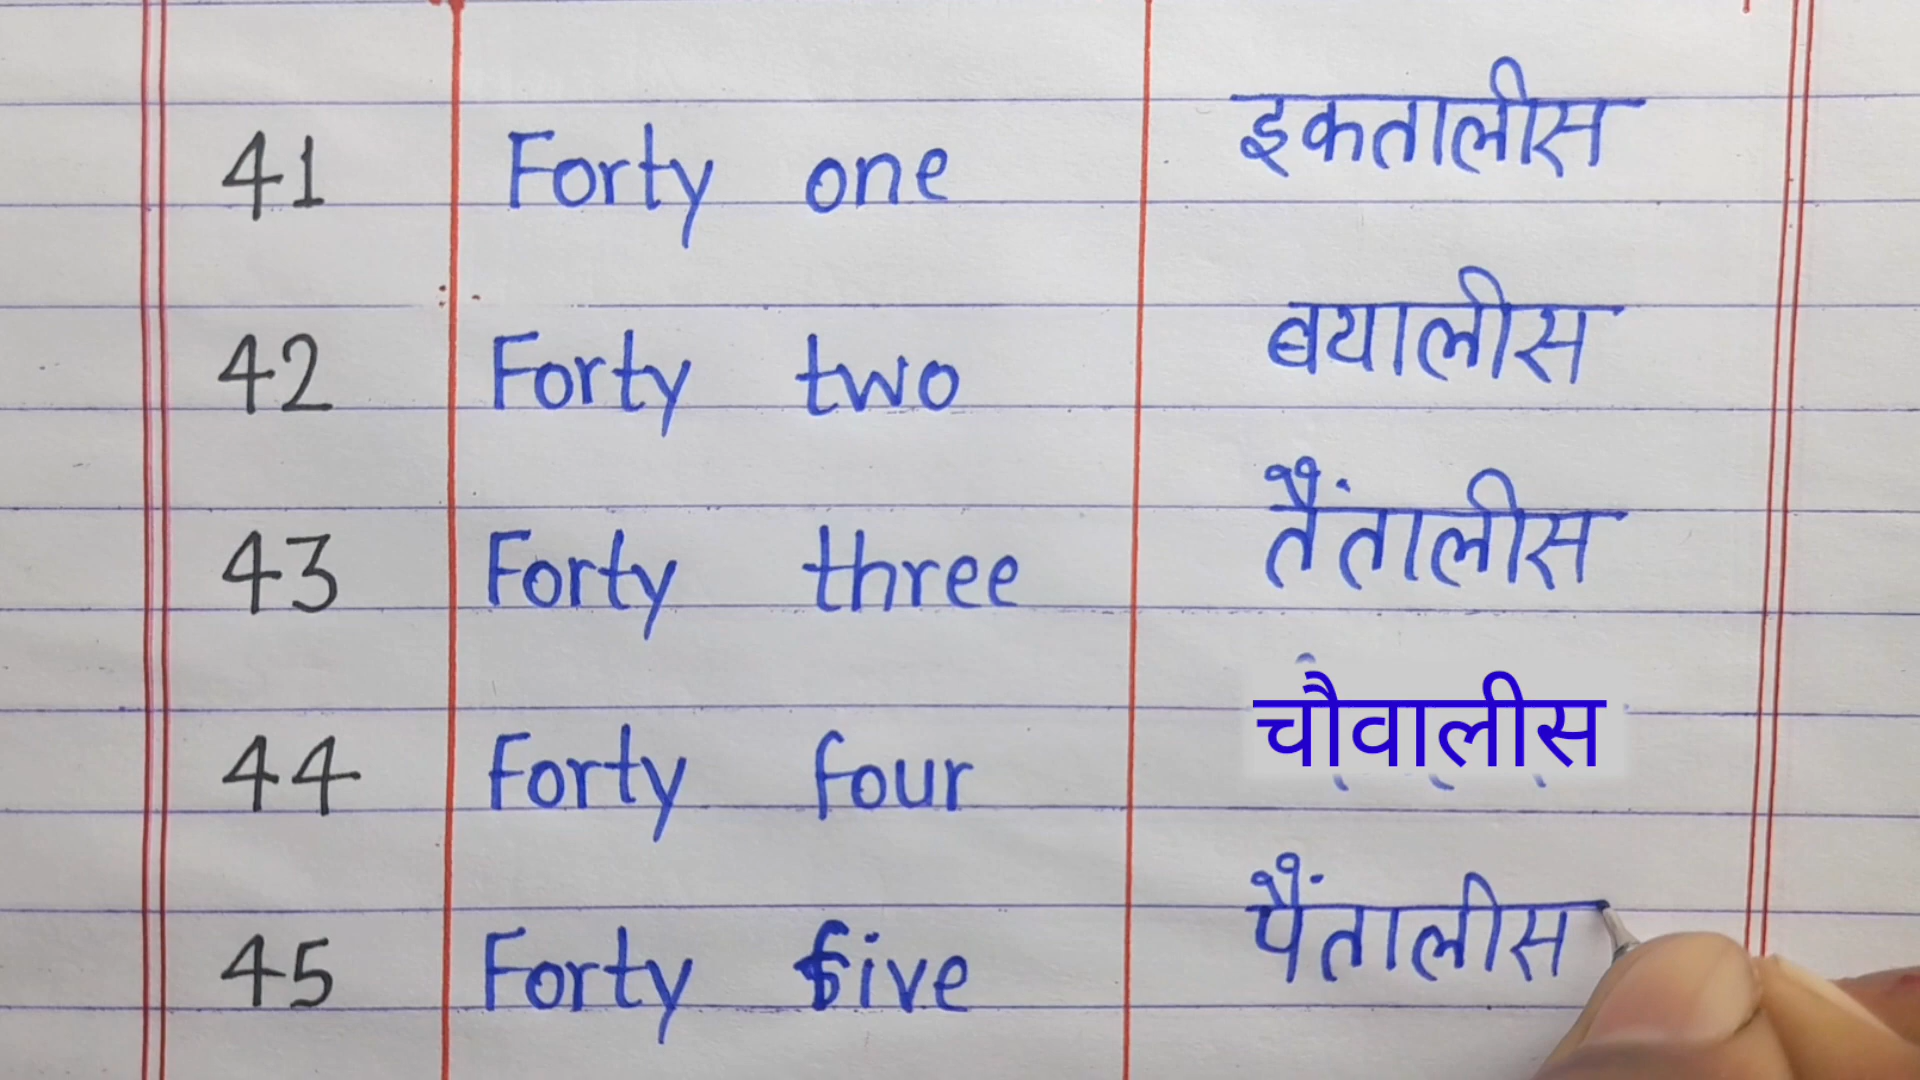 41 Forty one इकतालीस
42 Forty two बयालीस
43 Forty three तैंतालीस
44 Forty four चौवालीस
45 Forty five पैंतालीस